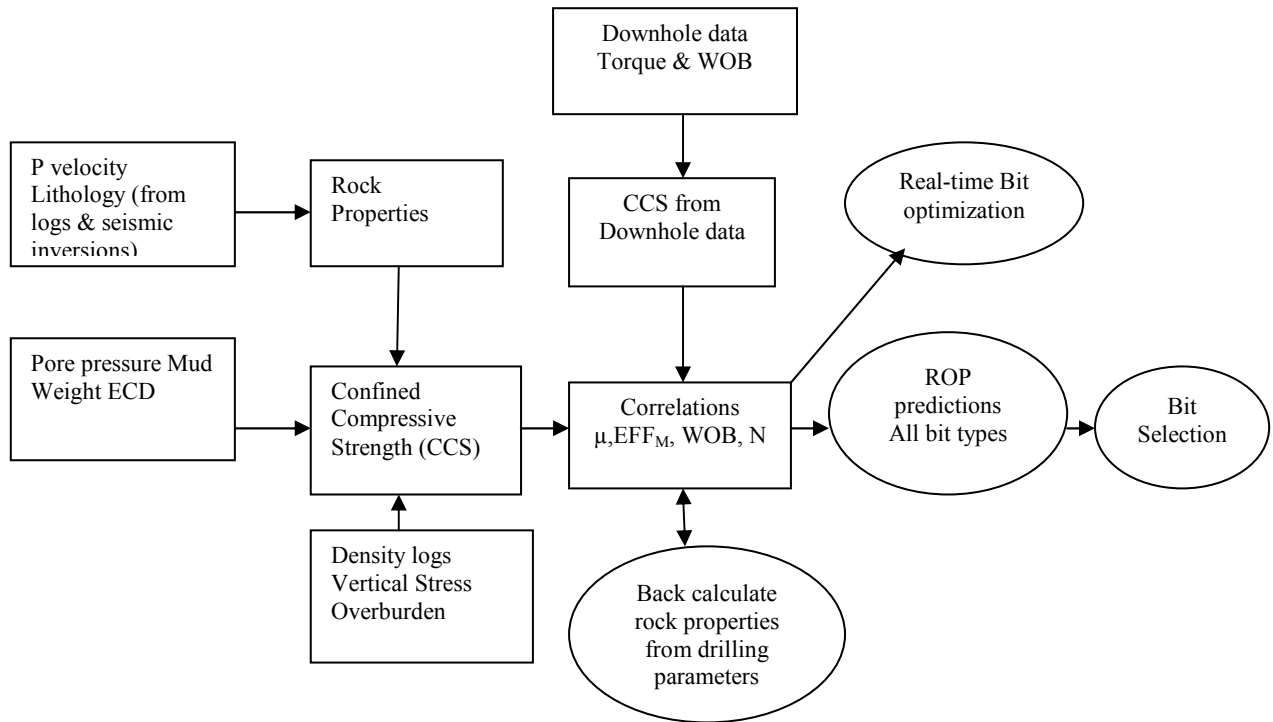 Downhole data
Torque & WOB
P velocity
Lithology (from
logs & seismic
inversions)
Rock
Properties
CCS from
Downhole data
Real-time Bit
optimization
Pore pressure Mud
Weight ECD
Confined
Compressive
Strength (CCS)
Correlations
µ,EFFM, WOB, N
ROP
predictions
All bit types
Bit
Selection
Density logs
Vertical Stress
Overburden
Back calculate
rock properties
from drilling
parameters